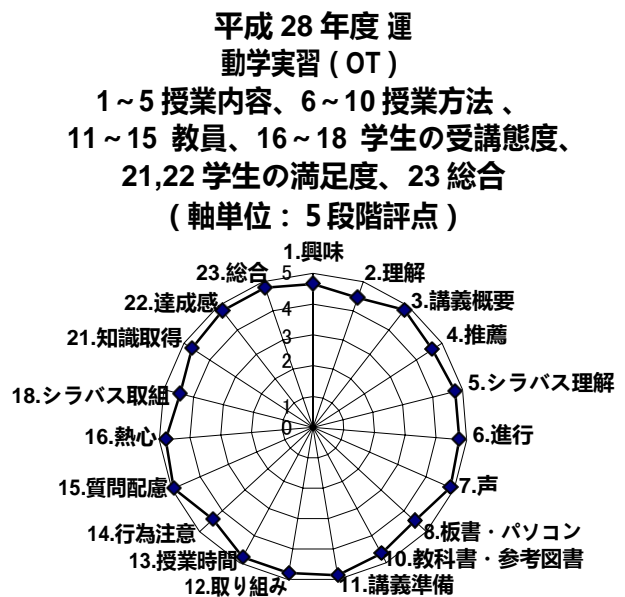 平成 28 年度 運
動学実習 ( OT )
1～5 授業内容、6～10 授業方法 、
11～15 教員、16～18 学生の受講態度、
21,22 学生の満足度、23 総合
( 軸単位 : 5 段階評点 )
1.興味
2.理解
3.講義概要
4.推薦
5.シラバス理解
6.進行
7.声
8.板書・パソコン
10.教科書・参考図書
11.講義準備
12.取り組み
13.授業時間
14.行為注意
15.質問配慮
16.熱心
18.シラバス取組
21.知識取得
22.達成感
23.総合
5
4
3
2
1
0